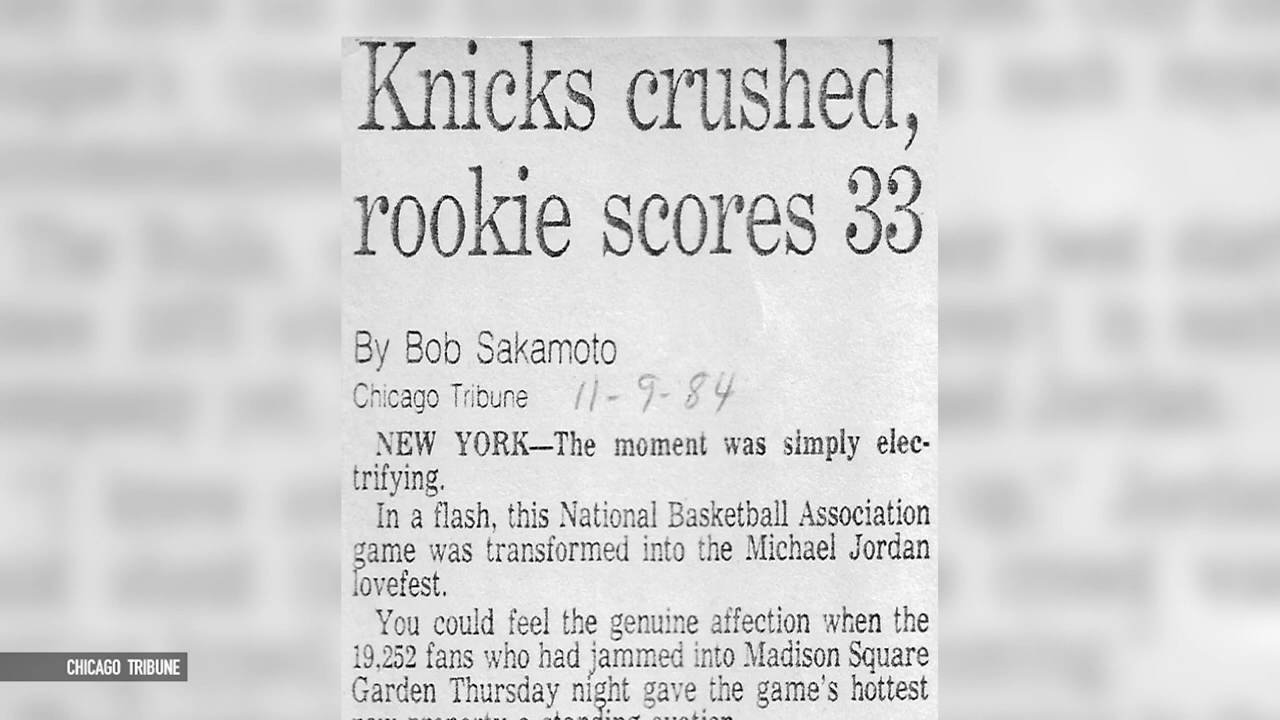 Knicks crushed,
rookie scores 33
By Bob Sakamoto
Chicago Tribune 11-9-84
NEW YORK—The moment was simply elec-
trifying.
In a flash, this National Basketball Association
game was transformed into the Michael Jordan
lovefest.
You could feel the genuine affection when the
19,252 fans who had jammed into Madison Square
Garden Thursday night gave the game's hottest
CHICAGO TRIBUNE